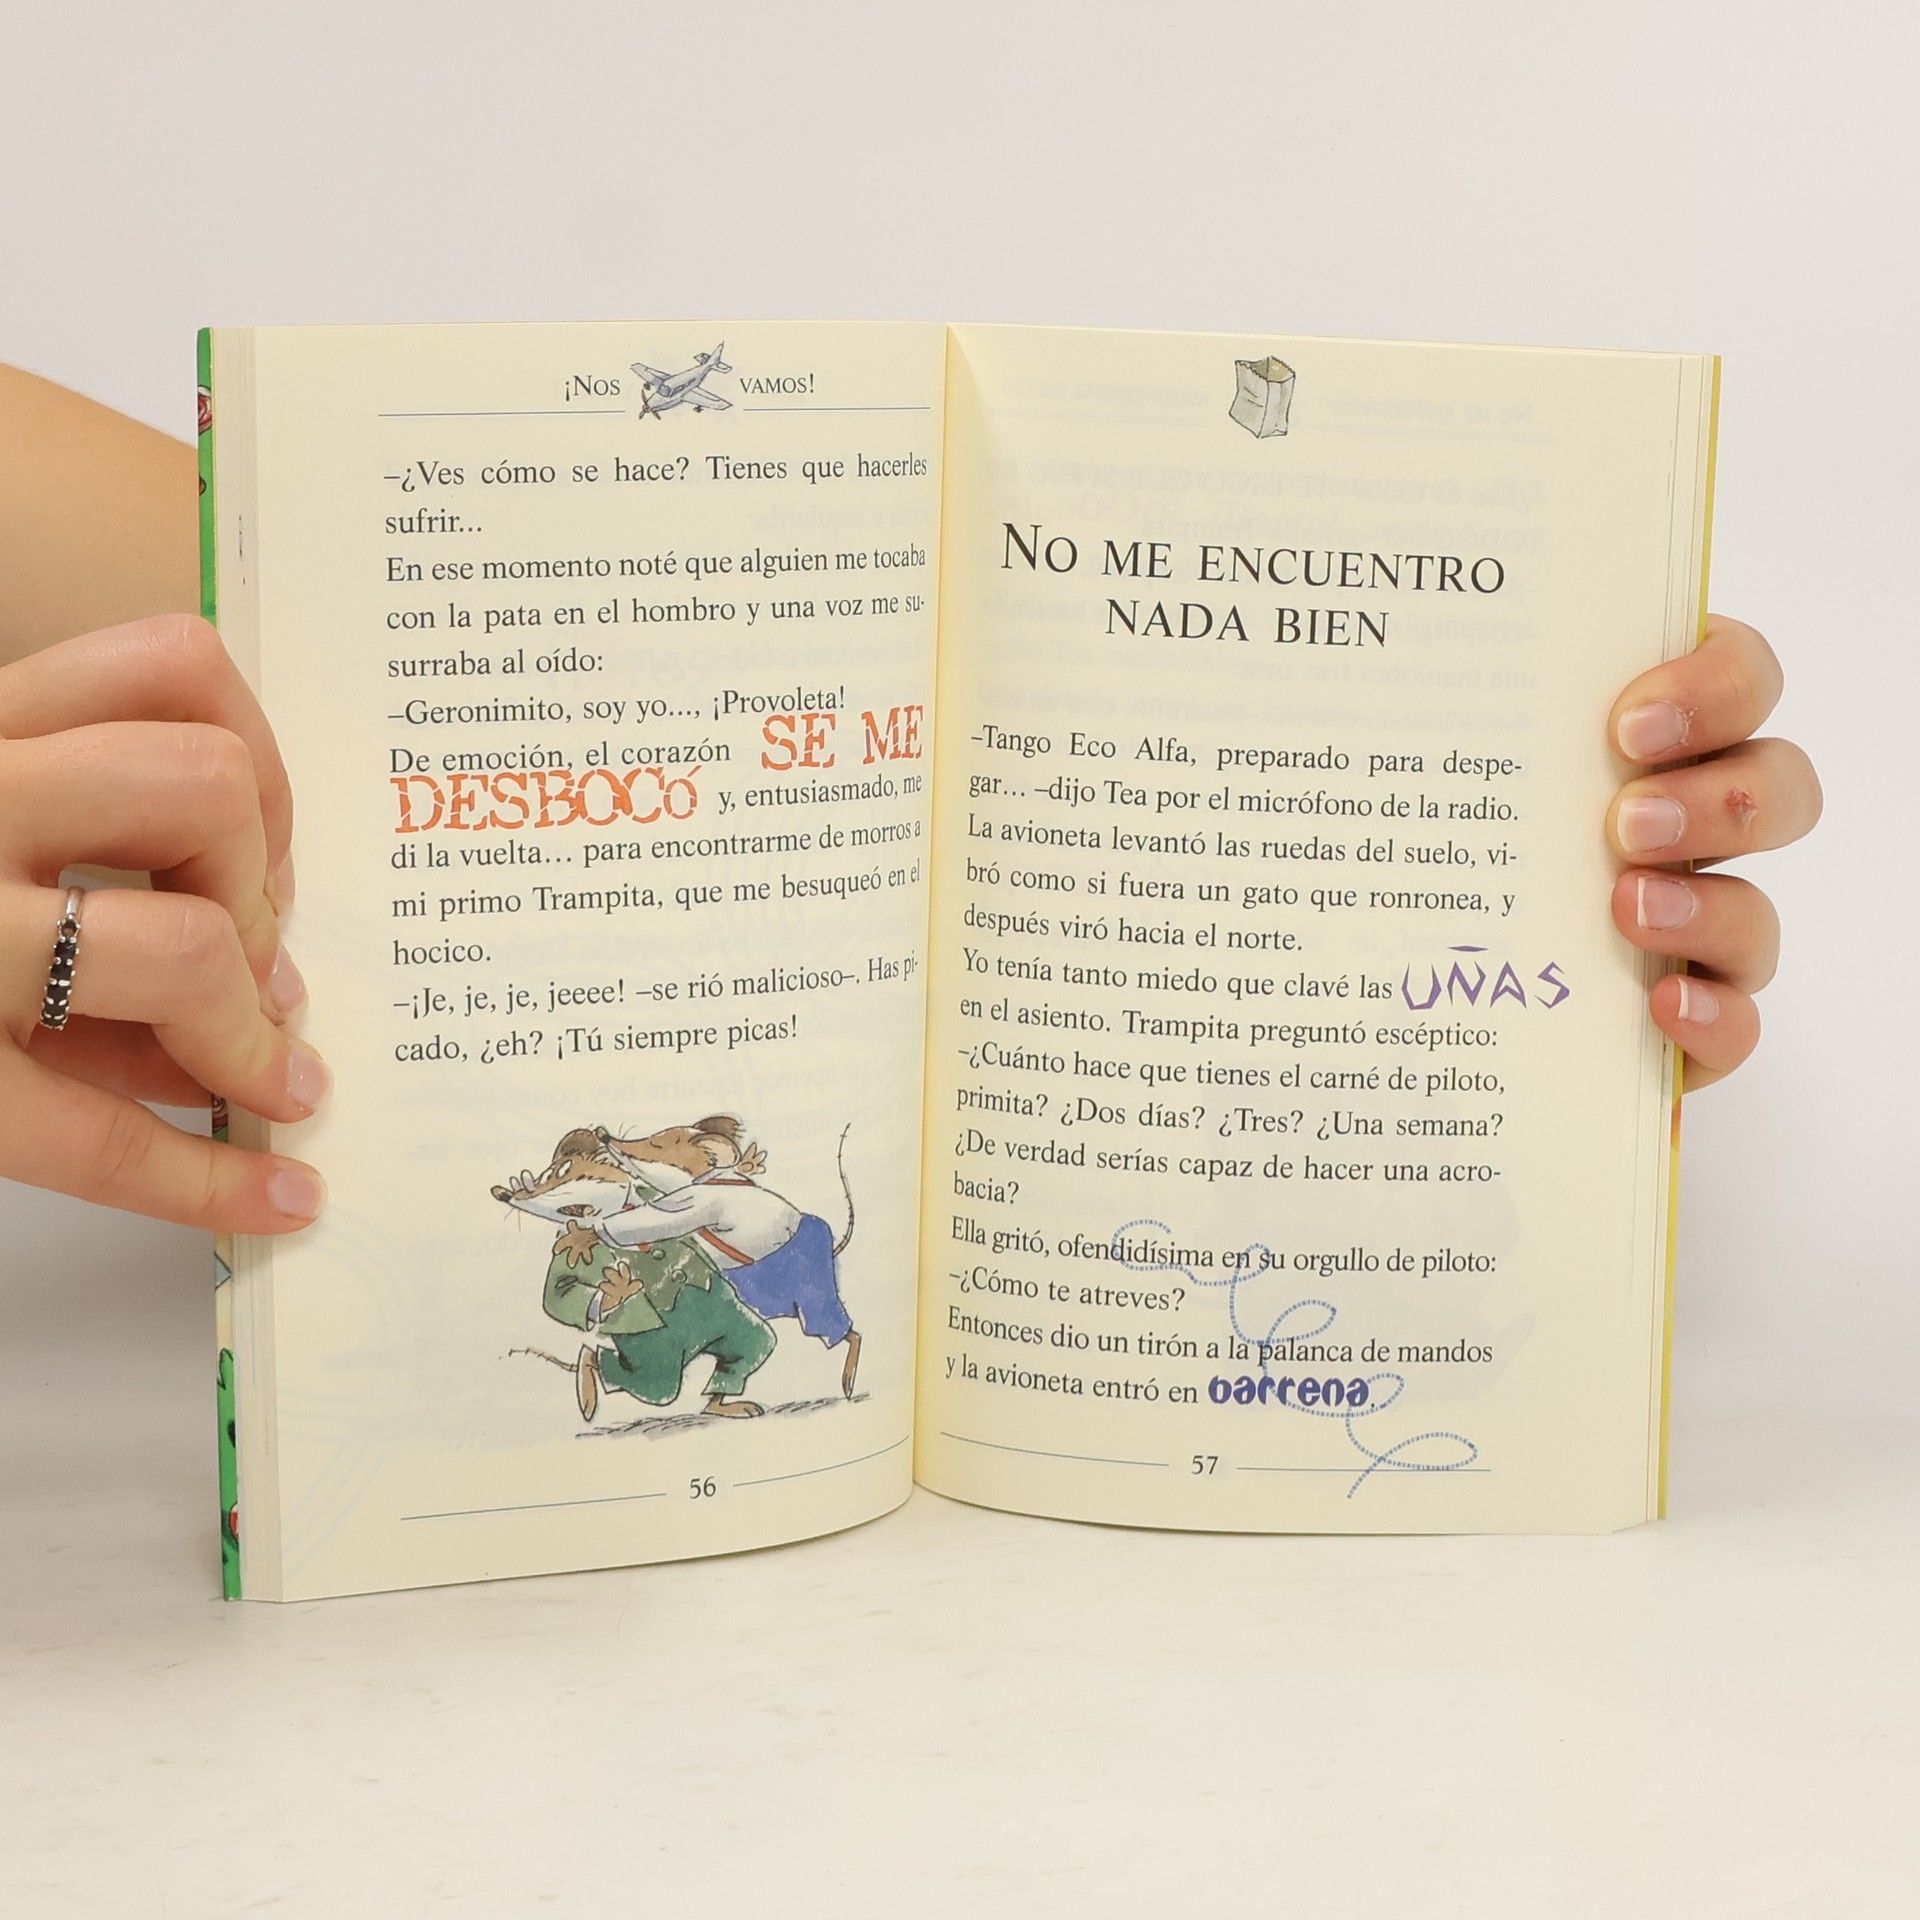 ¡Nos vamos!
–¿Ves cómo se hace? Tienes que hacerles
sufrir...
En ese momento noté que alguien me tocaba
con la pata en el hombro y una voz me su-
surraba al oído:
–Geronimito, soy yo..., ¡Provoleta!
De emoción, el corazón SE ME
DESBOCÓ y, entusiasmado, me
di la vuelta... para encontrarme de morros a
mi primo Trampita, que me besuqueó en el
hocico.
–¡Je, je, je, jeeee! –se rió malicioso–. Has pi-
cado, ¿eh? ¡Tú siempre picas!
56
No me encuentro
nada bien
–Tango Eco Alfa, preparado para despe-
gar... –dijo Tea por el micrófono de la radio.
La avioneta levantó las ruedas del suelo, vi-
bró como si fuera un gato que ronronea, y
después viró hacia el norte.
Yo tenía tanto miedo que clavé las UÑAS
en el asiento. Trampita preguntó escéptico:
–¿Cuánto hace que tienes el carné de piloto,
primita? ¿Dos días? ¿Tres? ¿Una semana?
¿De verdad serías capaz de hacer una acro-
bacia?
Ella gritó, ofendidísima en su orgullo de piloto:
–¿Cómo te atreves?
Entonces dio un tirón a la palanca de mandos
y la avioneta entró en barrena.
57